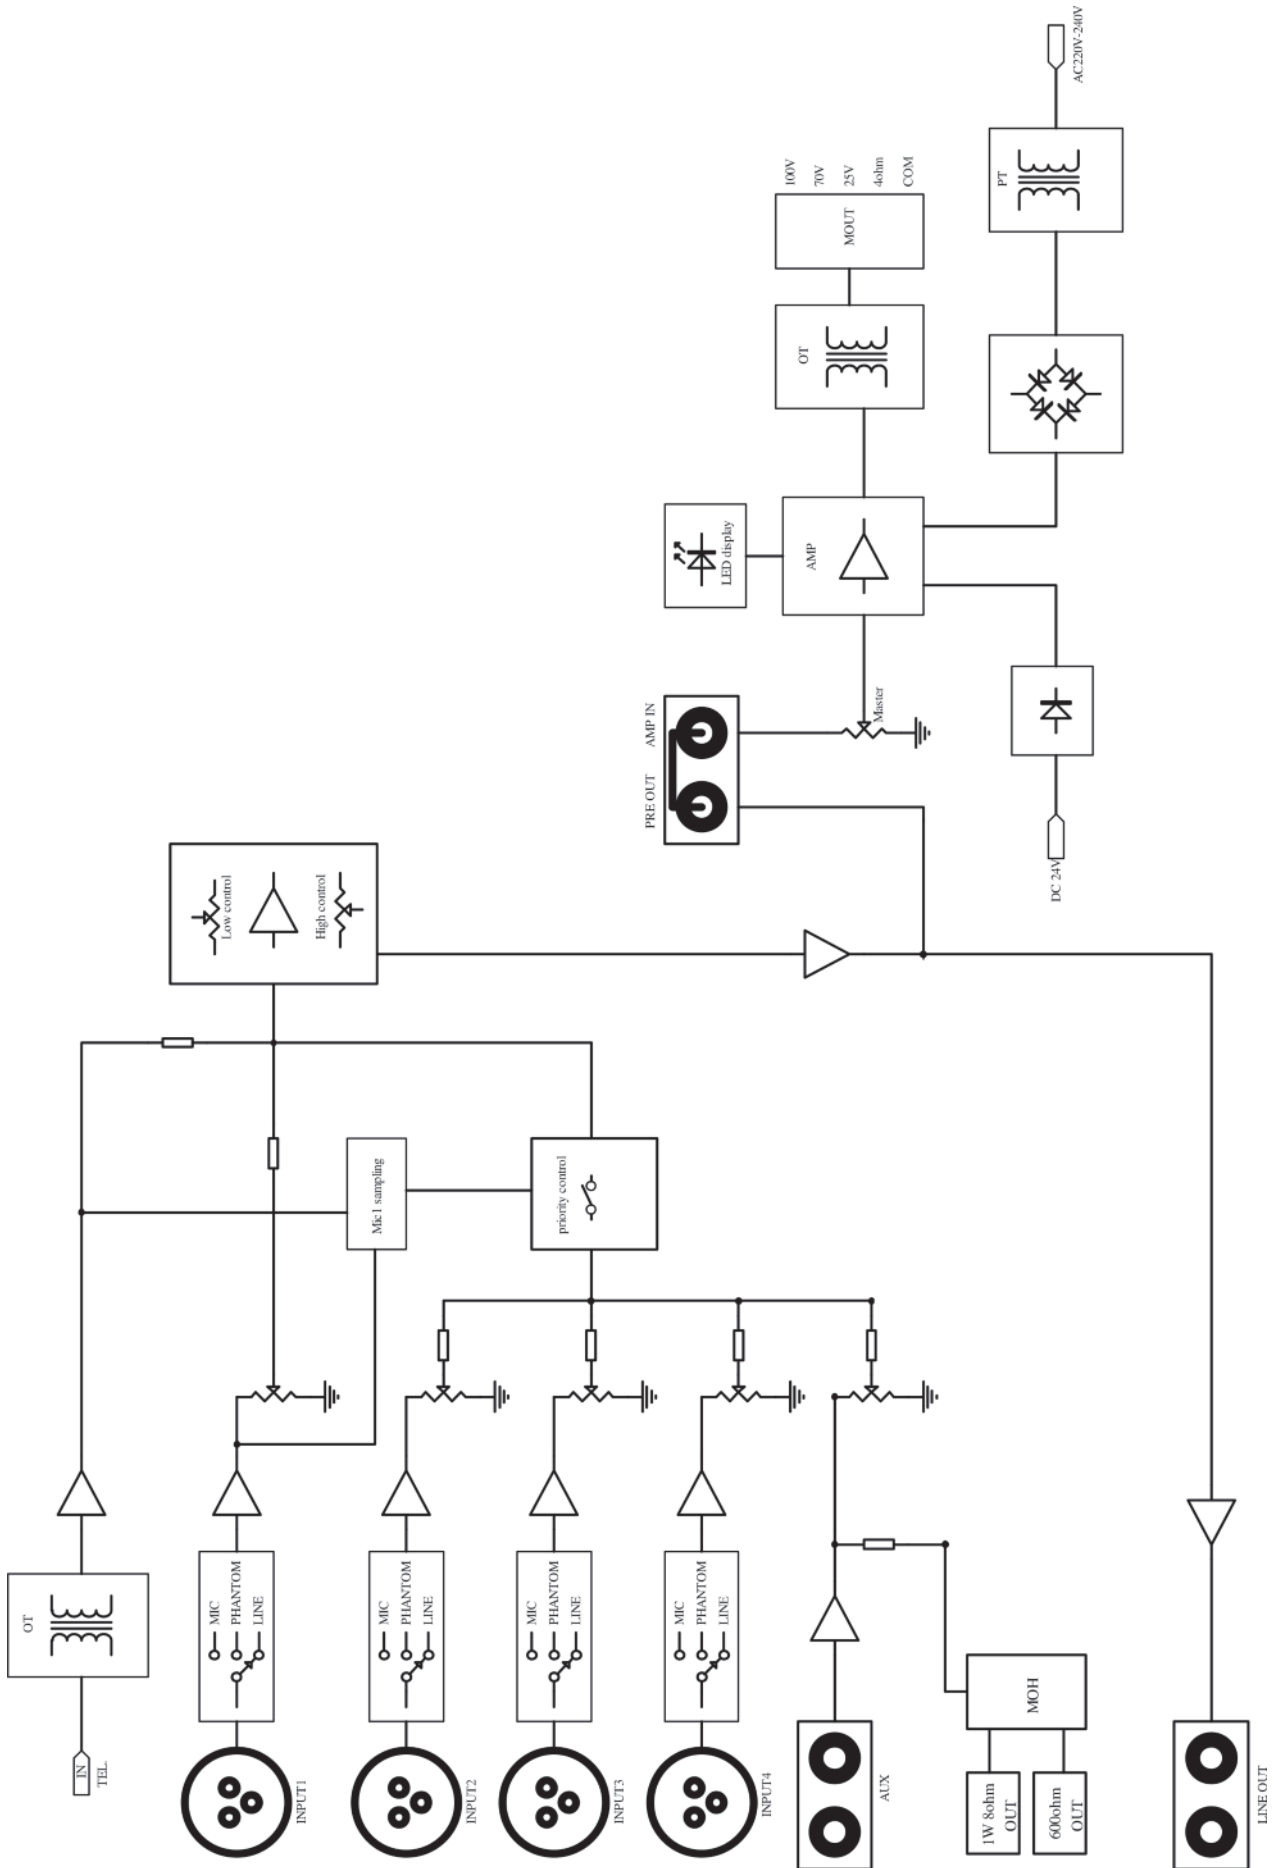 IN
TEL
OT
INPUT1
MIC
PHANTOM
LINE
INPUT2
MIC
PHANTOM
LINE
INPUT3
MIC
PHANTOM
LINE
INPUT4
MIC
PHANTOM
LINE
AUX
1W 8ohm
OUT
600ohm
OUT
MOH
LINE OUT
Mic1 sampling
priority control
Low control
High control
PRE OUT
AMP IN
Master
LED display
AMP
OT
MOUT
100V
70V
25V
4ohm
COM
DC 24V
PT
AC220V-240V